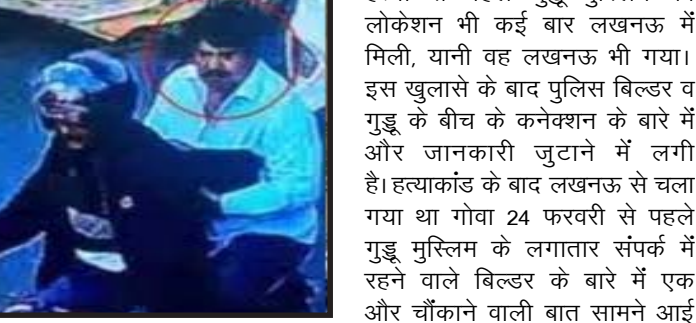 लोकेशन भी कई बार लखनऊ में
मिली, यानी वह लखनऊ भी गया।
इस खुलासे के बाद पुलिस बिल्डर व
गुड्डू के बीच के कनेक्शन के बारे में
और जानकारी जुटाने में लगी
है। हत्याकांड के बाद लखनऊ से चला
गया था गोवा 24 फरवरी से पहले
गुड्डू मुस्लिम के लगातार संपर्क में
रहने वाले बिल्डर के बारे में एक
और चौंकाने वाली बात सामने आई